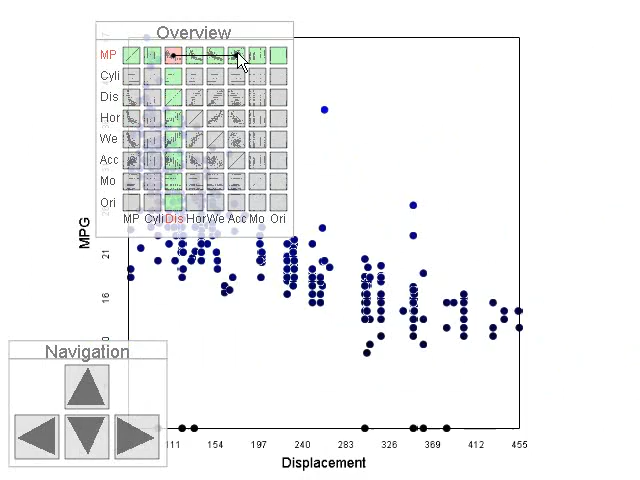 Overview
MP
Cyli
Dis
Hor
We
Acc
Mo
Ori
MP Cyli Dis Hor We Acc Mo Ori
MPG
21
16
Navigation
111 154 197 240 283 326 369 412 455
Displacement